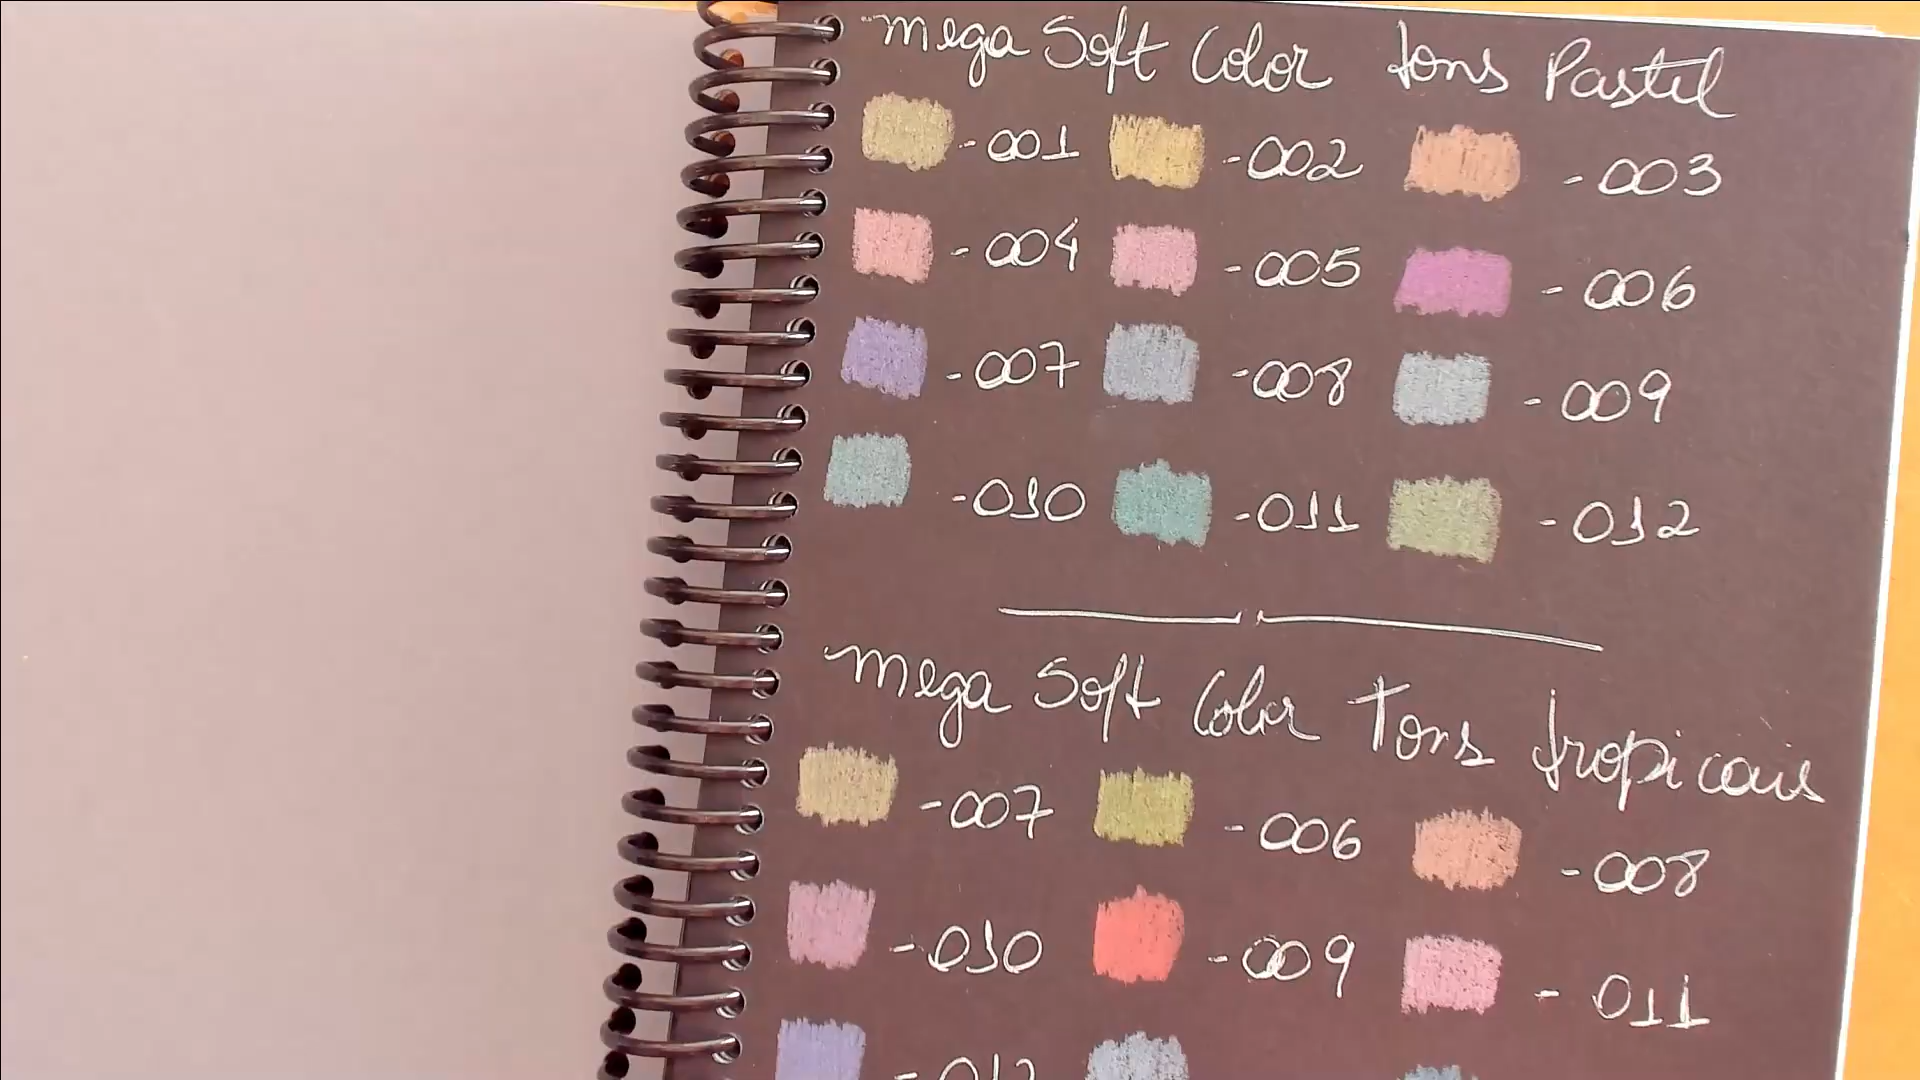 mega Soft Color tons Pastel
-001 -002 -003
-004 -005 -006
-007 -008 -009
-010 -011 -012
mega Soft Color Tons tropicais
-007 -006 -008
-010 -009 -011
-012